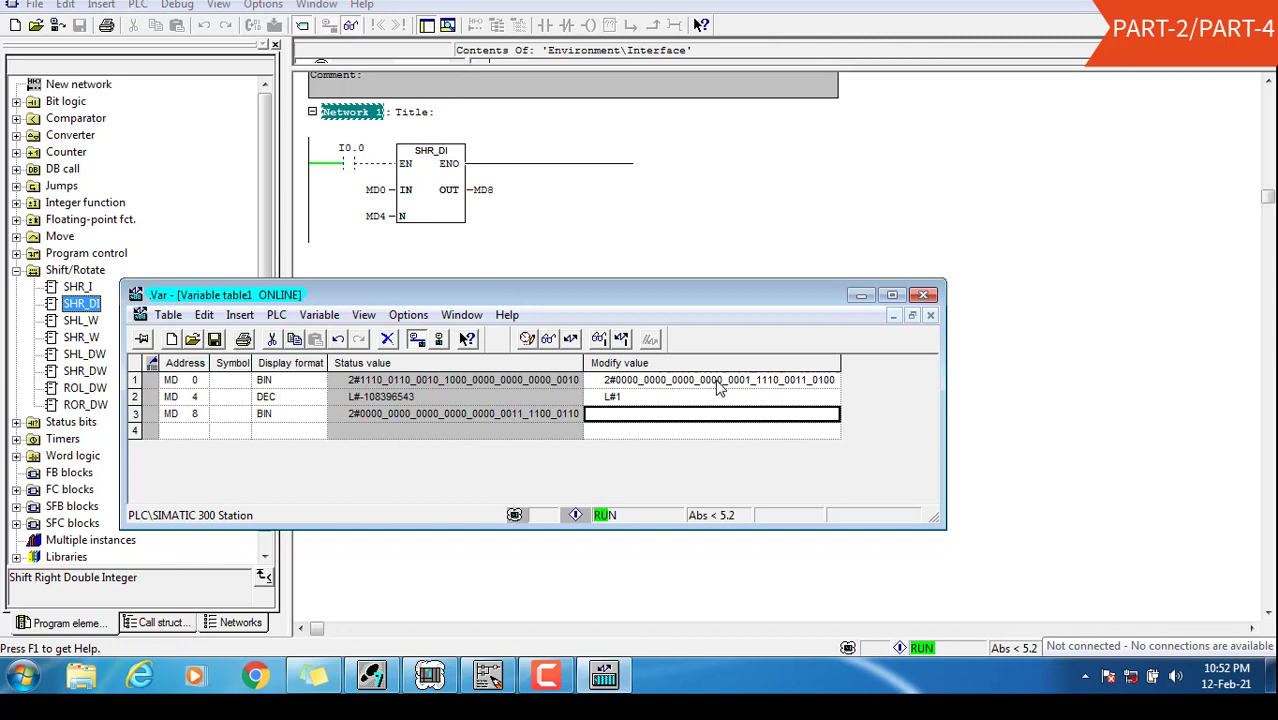 File Edit Insert PLC Debug View Options Window Help
PART-2/PART-4
Contents Of: 'Environment\Interface'
New network
Bit logic
Comparator
Converter
Counter
DB call
Jumps
Integer function
Floating-point fct.
Move
Program control
Shift/Rotate
SHR_I
SHR_DI
SHL_W
SHR_W
SHL_DW
SHR_DW
ROL_DW
ROR_DW
Status bits
Timers
Word logic
FB blocks
FC blocks
SFB blocks
SFC blocks
Multiple instances
Libraries
Shift Right Double Integer
Program eleme...
Call struct...
Networks
Comment:
Network 1: Title:
I0.0
SHR_DI
EN ENO
MD0 IN OUT MD8
MD4 N
Var - [Variable table1 ONLINE]
Table Edit Insert PLC Variable View Options Window Help
Address Symbol Display format Status value Modify value
1 MD 0 BIN 2#1110_0110_0010_1000_0000_0000_0000_0010 2#0000_0000_0000_0000_0001_1110_0011_0100
2 MD 4 DEC L#-108396543 L#1
3 MD 8 BIN 2#0000_0000_0000_0000_0000_0011_1100_0110
4
PLC\SIMATIC 300 Station
RUN
Abs < 5.2
Press F1 to get Help.
RUN
Abs < 5.2
Not connected - No connections are available
10:52 PM
12-Feb-21